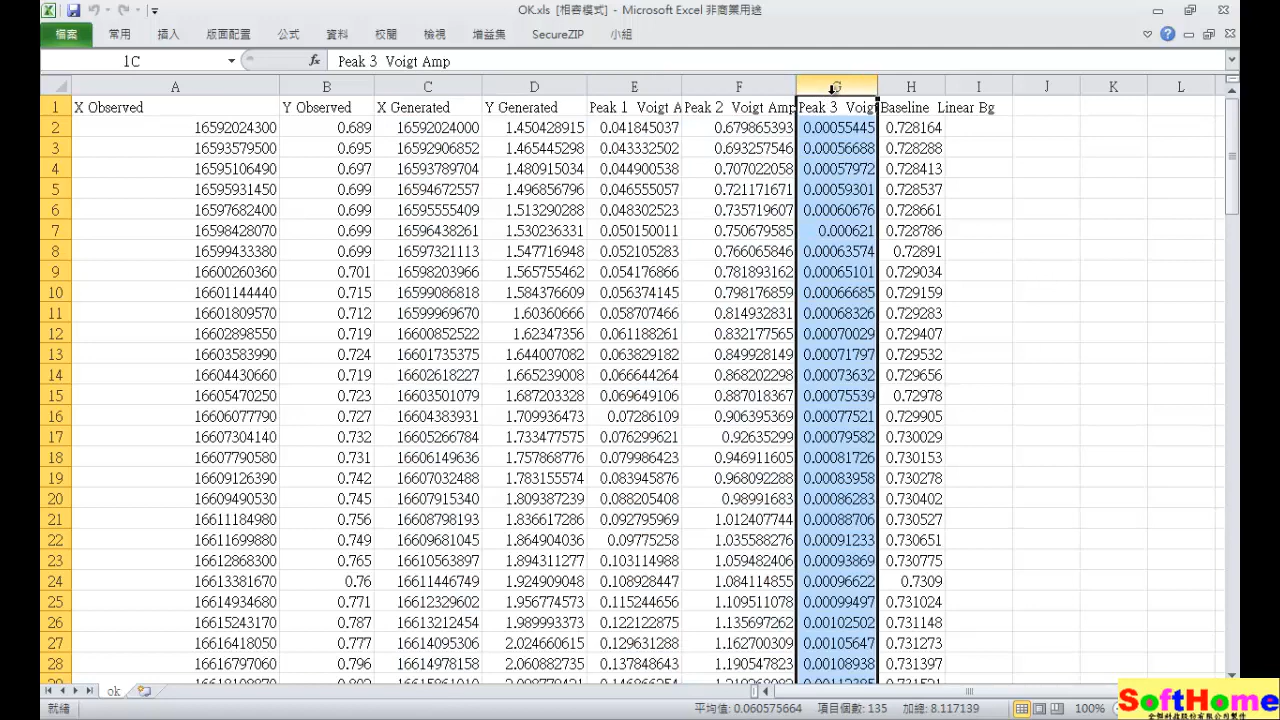 OK.xls [相容模式] - Microsoft Excel 非商業用途
檔案 常用 插入 版面配置 公式 資料 校閱 檢視 增益集 SecureZIP 小組
1C fx Peak 3 Voigt Amp
A B C E F G H I J K L
1 X Observed Y Observed X Generated Peak 1 Voigt A Peak 2 Voigt Am Peak 3 Voigt Baseline Linear Bg
2 16592024300 0.689 16592024000 1.450428915 0.041845037 0.679865393 0.00055445 0.728164
3 16593579500 0.695 16592906852 1.465445298 0.043332502 0.693257546 0.00056688 0.728288
4 16595106490 0.697 16593789704 1.480915034 0.044900538 0.707022055 0.00057972 0.728413
5 16595931450 0.699 16594672557 1.496856796 0.046555057 0.721171671 0.00059301 0.728537
6 16597682400 0.699 16595555409 1.513290288 0.048302523 0.735719607 0.00060676 0.728661
7 16598428070 0.699 16596438261 1.530236331 0.050150011 0.750679585 0.000621 0.728786
8 16599433380 0.699 16597321113 1.547716948 0.052105283 0.766065846 0.00063574 0.72891
9 16600260360 0.701 16598203966 1.565755462 0.054176866 0.781893162 0.00065101 0.729034
10 16601144440 0.715 16599086818 1.584376609 0.056374145 0.798176859 0.00066685 0.729159
11 16601809570 0.712 16599969670 1.60360666 0.058707466 0.814932831 0.00068326 0.729283
12 16602898550 0.719 16600852522 1.62347356 0.061188261 0.832177565 0.00070029 0.729407
13 16603583990 0.724 16601735375 1.644007082 0.063829182 0.849928149 0.00071797 0.729532
14 16604430660 0.719 16602618227 1.665239008 0.066644264 0.868202298 0.00073632 0.729656
15 16605470250 0.723 16603501079 1.687203328 0.069649106 0.887018367 0.00075539 0.72978
16 16606077790 0.727 16604383931 1.709936473 0.07286109 0.906395369 0.00077521 0.729905
17 16607304140 0.732 16605266784 1.733477575 0.076299621 0.92635299 0.00079582 0.730029
18 16607790580 0.731 16606149636 1.757868776 0.079986423 0.946911605 0.00081726 0.730153
19 16609126390 0.742 16607032488 1.783155574 0.083945876 0.968092288 0.00083958 0.730278
20 16609490530 0.745 16607915340 1.809387239 0.088205408 0.98991683 0.00086283 0.730402
21 16611184980 0.756 16608798193 1.836617286 0.092795969 1.012407744 0.00088706 0.730527
22 16611699880 0.749 16609681045 1.864904036 0.09775258 1.035588276 0.00091233 0.730651
23 16612868300 0.765 16610563897 1.894311277 0.103114988 1.059482406 0.00093869 0.730775
24 16613381670 0.76 16611446749 1.924909048 0.108928447 1.084114855 0.00096622 0.7309
25 16614934680 0.771 16612329602 1.956774573 0.115244656 1.109511078 0.00099497 0.731024
26 16615243170 0.787 16613212454 1.989993373 0.122122875 1.135697262 0.00102502 0.731148
27 16616418050 0.777 16614095306 2.024660615 0.129631288 1.162700309 0.00105647 0.731273
28 16616797060 0.796 16614978158 2.060882735 0.137848643 1.190547823 0.00108938 0.731397
ok
就緒 平均值: 0.060575664 項目個數: 135 加總: 8.117139 100%
SoftHome